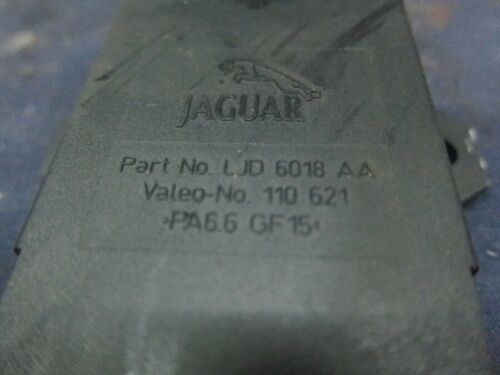 JAGUAR
Part No. LJD 6018 AA
Valeo-No. 110 621
>PA6.6 GF15<